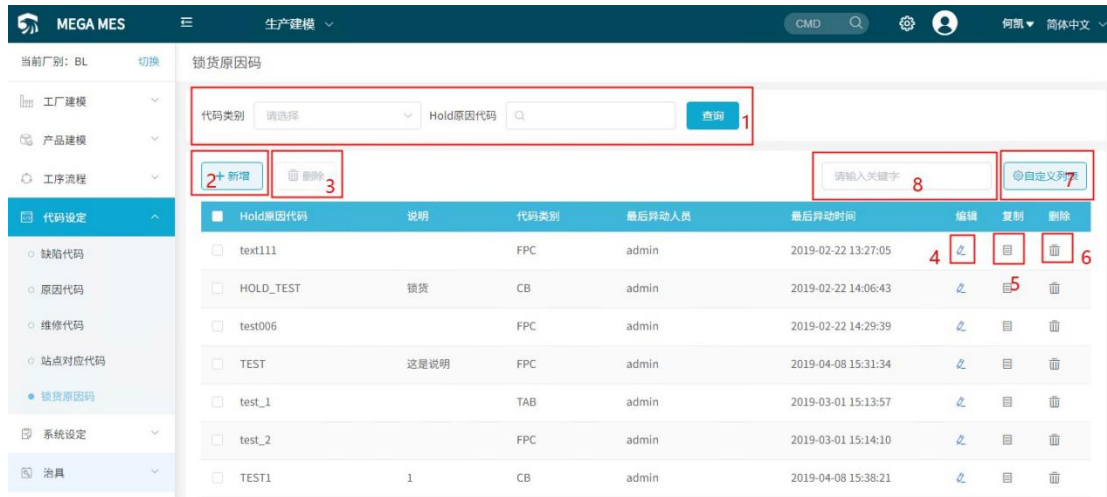 MEGA MES 生产建模 CMD 何凯 简体中文
当前厂别：BL 切换 锁货原因码
工厂建模
代码类别 请选择 Hold原因代码 查询 1
产品建模
工序流程 2 新增 删除 3 请输入关键字 8 自定义列表 7
代码设定 Hold原因代码 说明 代码类别 最后异动人员 最后异动时间 编辑 复制 删除
缺陷代码 text111 FPC admin 2019-02-22 13:27:05 4 6
原因代码 HOLD_TEST 锁货 CB admin 2019-02-22 14:06:43 5
维修代码 test006 FPC admin 2019-02-22 14:29:39
站点对应代码 TEST 这是说明 FPC admin 2019-04-08 15:31:34
锁货原因码 test_1 TAB admin 2019-03-01 15:13:57
系统设定 test_2 FPC admin 2019-03-01 15:14:10
治具 TEST1 1 CB admin 2019-04-08 15:38:21